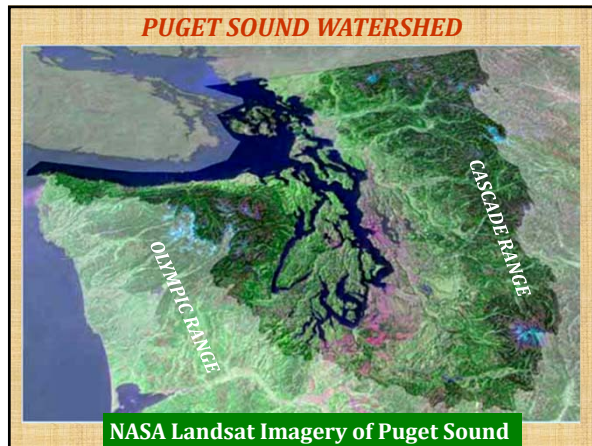 PUGET SOUND WATERSHED
CASCADE RANGE
OLYMPIC RANGE
NASA Landsat Imagery of Puget Sound